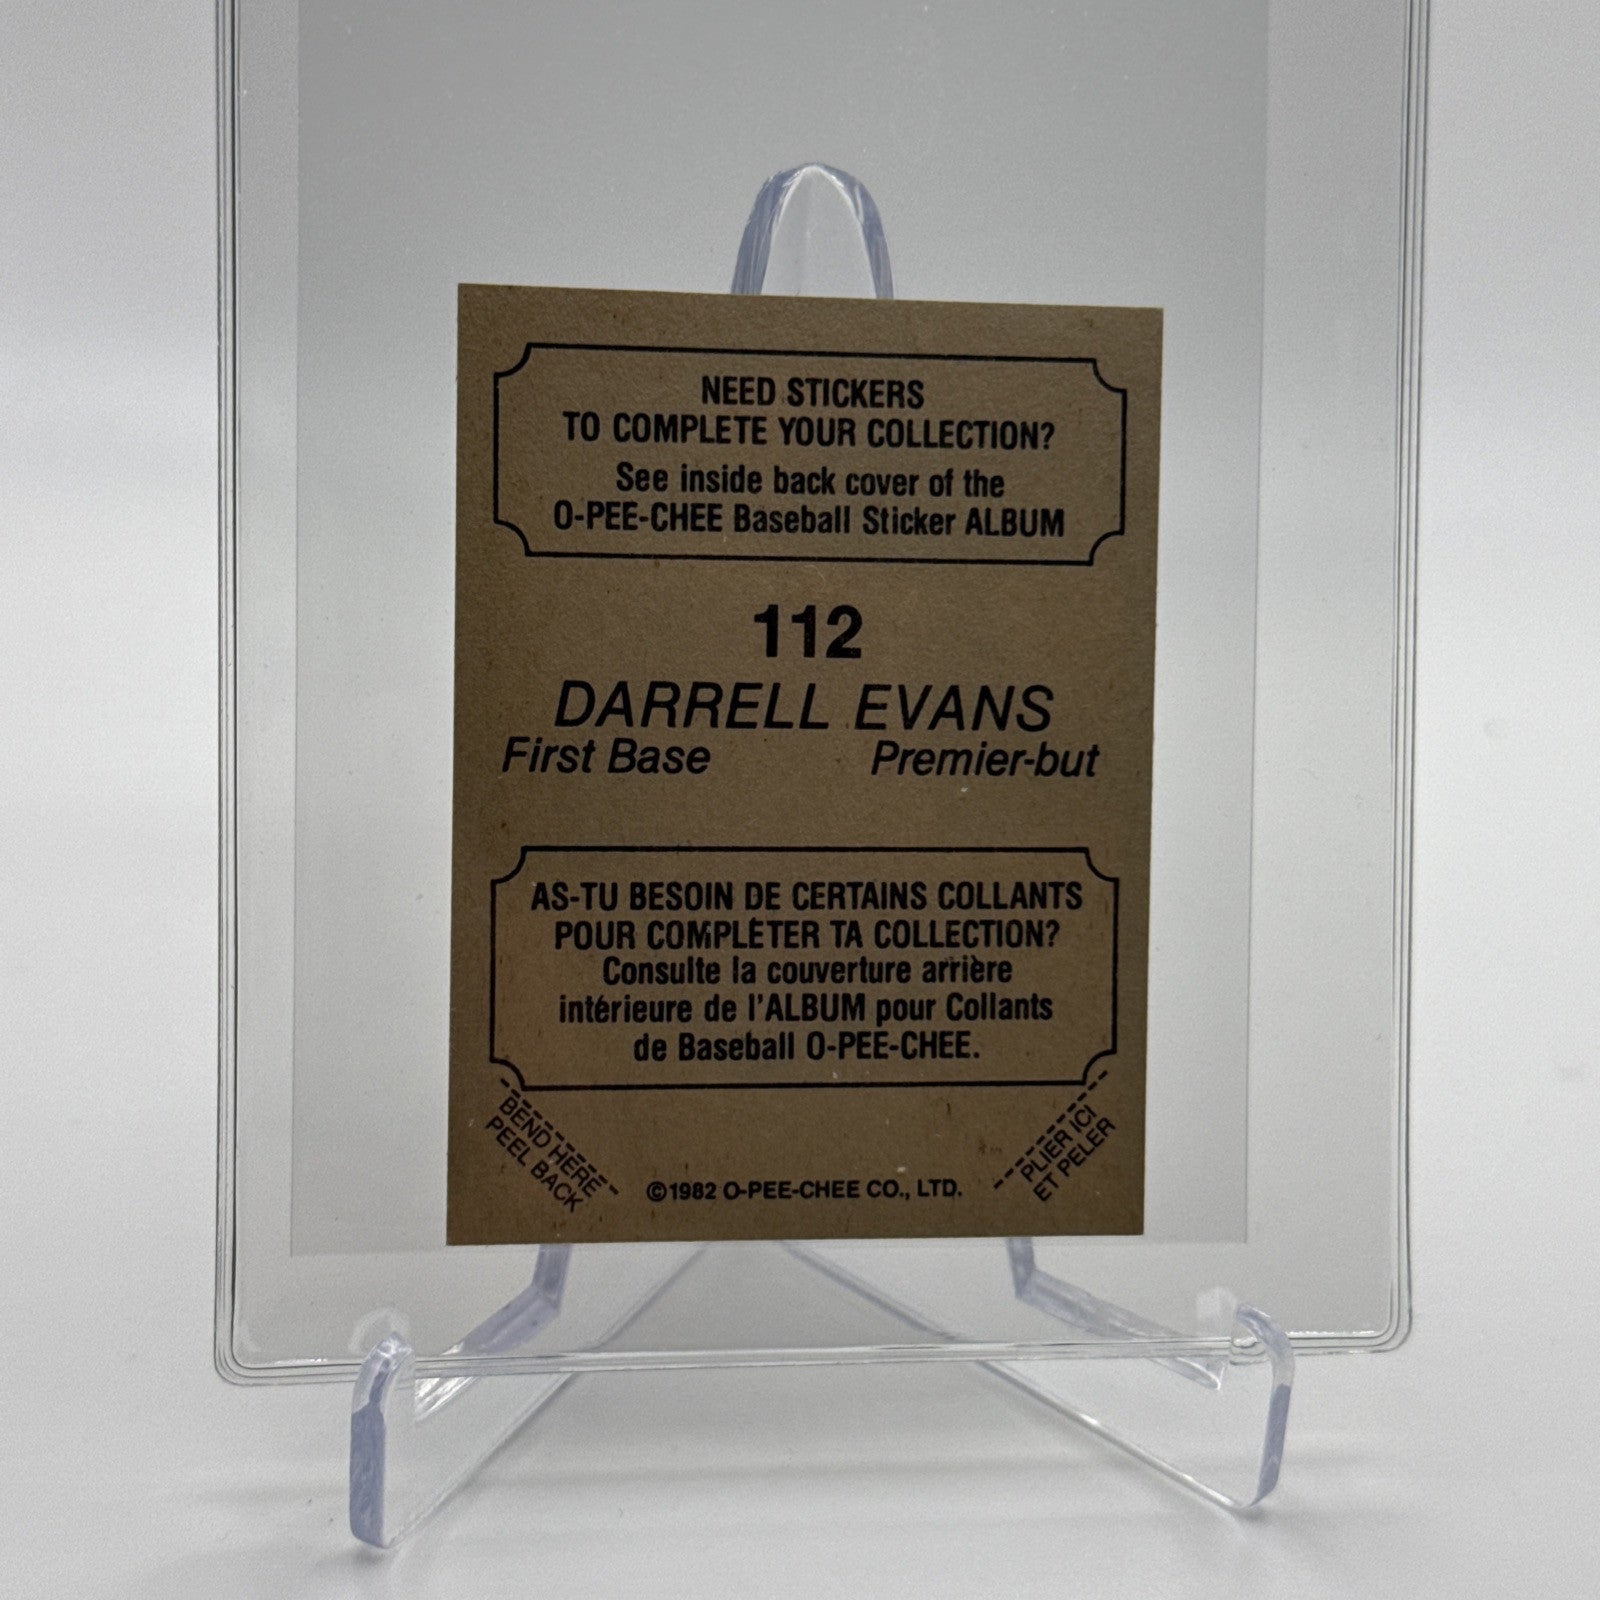 NEED STICKERS
TO COMPLETE YOUR COLLECTION?
See inside back cover of the
O-PEE-CHEE Baseball Sticker ALBUM
112
DARRELL EVANS
First Base Premier-but
AS-TU BESOIN DE CERTAINS COLLANTS
POUR COMPLÉTER TA COLLECTION?
Consulte la couverture arrière
intérieure de l'ALBUM pour Collants
de Baseball O-PEE-CHEE.
BEND HERE
PEEL BACK
©1982 O-PEE-CHEE CO., LTD.
PLIER ICI
ET PELER